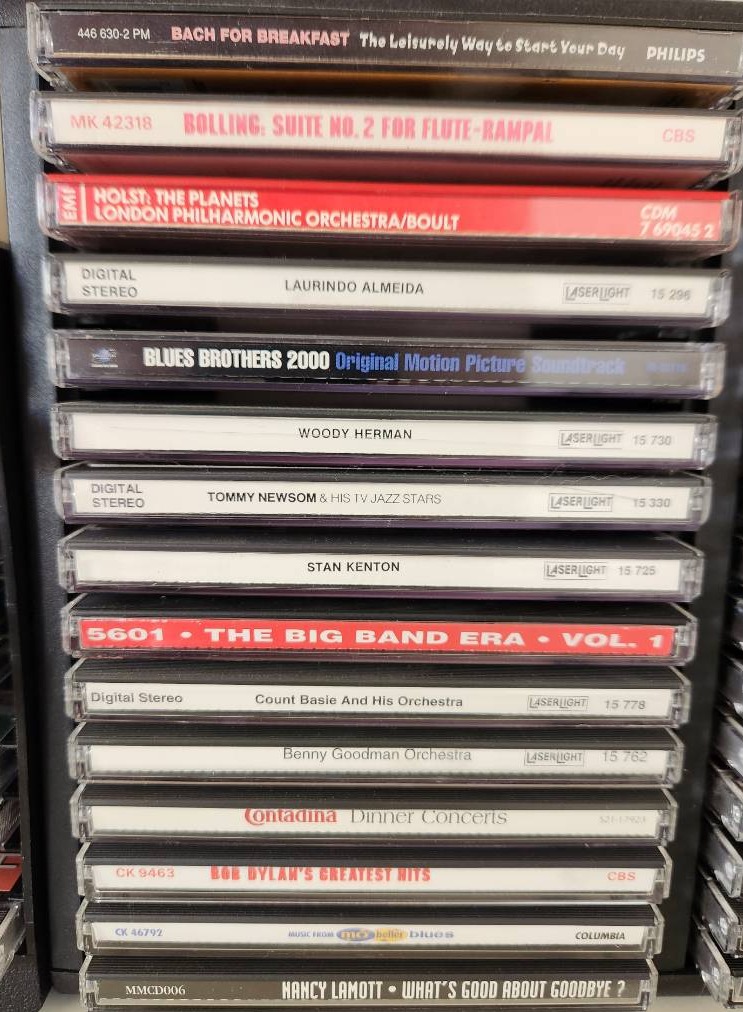 446 630-2 PM BACH FOR BREAKFAST The Leisurely Way to Start Your Day PHILIPS
MK 42318 BOLLING: SUITE NO. 2 FOR FLUTE-RAMPAL CBS
EMI
HOLST: THE PLANETS
LONDON PHILHARMONIC ORCHESTRA/BOULT
CDM
7 69045 2
DIGITAL
STEREO
LAURINDO ALMEIDA LASERLIGHT 15 296
BLUES BROTHERS 2000 Original Motion Picture Soundtrack
WOODY HERMAN LASERLIGHT 15 730
DIGITAL
STEREO
TOMMY NEWSOM & HIS TV JAZZ STARS LASERLIGHT 15 330
STAN KENTON LASERLIGHT 15 725
5601 • THE BIG BAND ERA • VOL. 1
Digital Stereo Count Basie And His Orchestra LASERLIGHT 15 778
Benny Goodman Orchestra LASERLIGHT 15 762
Contadina Dinner Concerts
CK 9463 BOB DYLAN'S GREATEST HITS CBS
CK 46792 MUSIC FROM mo' better blues COLUMBIA
MMCD006 NANCY LAMOTT • WHAT'S GOOD ABOUT GOODBYE ?